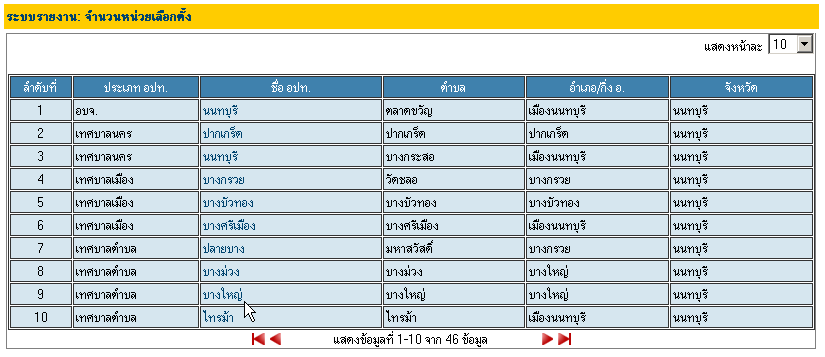 ระบบรายงาน: จำนวนหน่วยเลือกตั้ง
แสดงหน้าละ 10
ลำดับที่ ประเภท อปท. ชื่อ อปท. ตำบล อำเภอ/กิ่ง อ. จังหวัด
1 อบจ. นนทบุรี ตลาดขวัญ เมืองนนทบุรี นนทบุรี
2 เทศบาลนคร ปากเกร็ด ปากเกร็ด ปากเกร็ด นนทบุรี
3 เทศบาลนคร นนทบุรี บางกระสอ เมืองนนทบุรี นนทบุรี
4 เทศบาลเมือง บางกรวย วัดชลอ บางกรวย นนทบุรี
5 เทศบาลเมือง บางบัวทอง บางบัวทอง บางบัวทอง นนทบุรี
6 เทศบาลเมือง บางศรีเมือง บางศรีเมือง เมืองนนทบุรี นนทบุรี
7 เทศบาลตำบล ปลายบาง มหาสวัสดิ์ บางกรวย นนทบุรี
8 เทศบาลตำบล บางม่วง บางม่วง บางใหญ่ นนทบุรี
9 เทศบาลตำบล บางใหญ่ บางใหญ่ บางใหญ่ นนทบุรี
10 เทศบาลตำบล ไทรม้า ไทรม้า เมืองนนทบุรี นนทบุรี
แสดงข้อมูลที่ 1-10 จาก 46 ข้อมูล